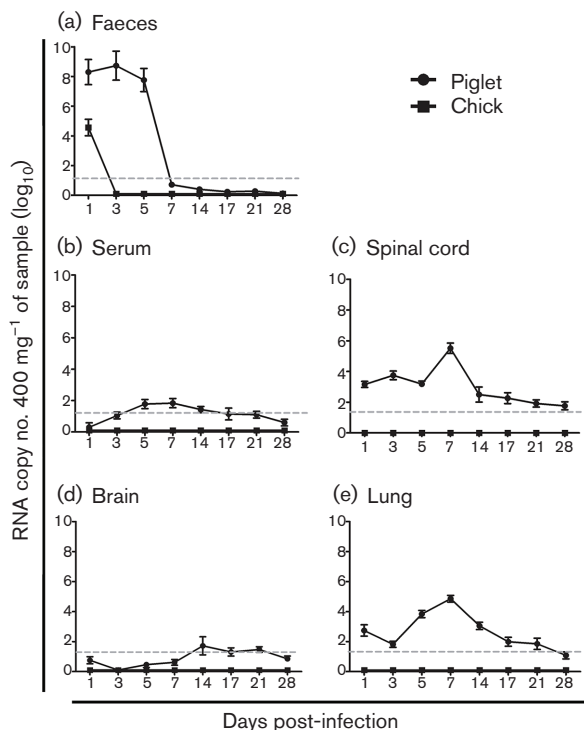 (a) Faeces
10
8
6
4
2
0
1 3 5 7 14 17 21 28
Piglet
Chick
(b) Serum
10
8
6
4
2
0
1 3 5 7 14 17 21 28
(c) Spinal cord
10
8
6
4
2
0
1 3 5 7 14 17 21 28
(d) Brain
10
8
6
4
2
0
1 3 5 7 14 17 21 28
(e) Lung
10
8
6
4
2
0
1 3 5 7 14 17 21 28
RNA copy no. 400 mg⁻¹ of sample (log₁₀)
Days post-infection